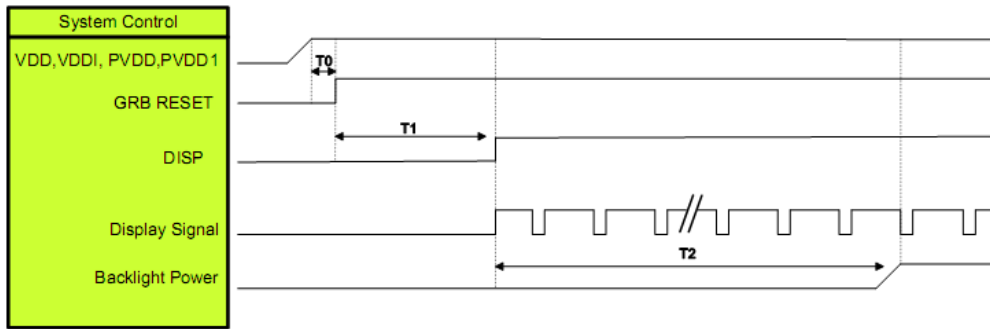 System Control
VDD,VDDI, PVDD,PVDD1
T0
GRB RESET
T1
DISP
Display Signal
T2
Backlight Power